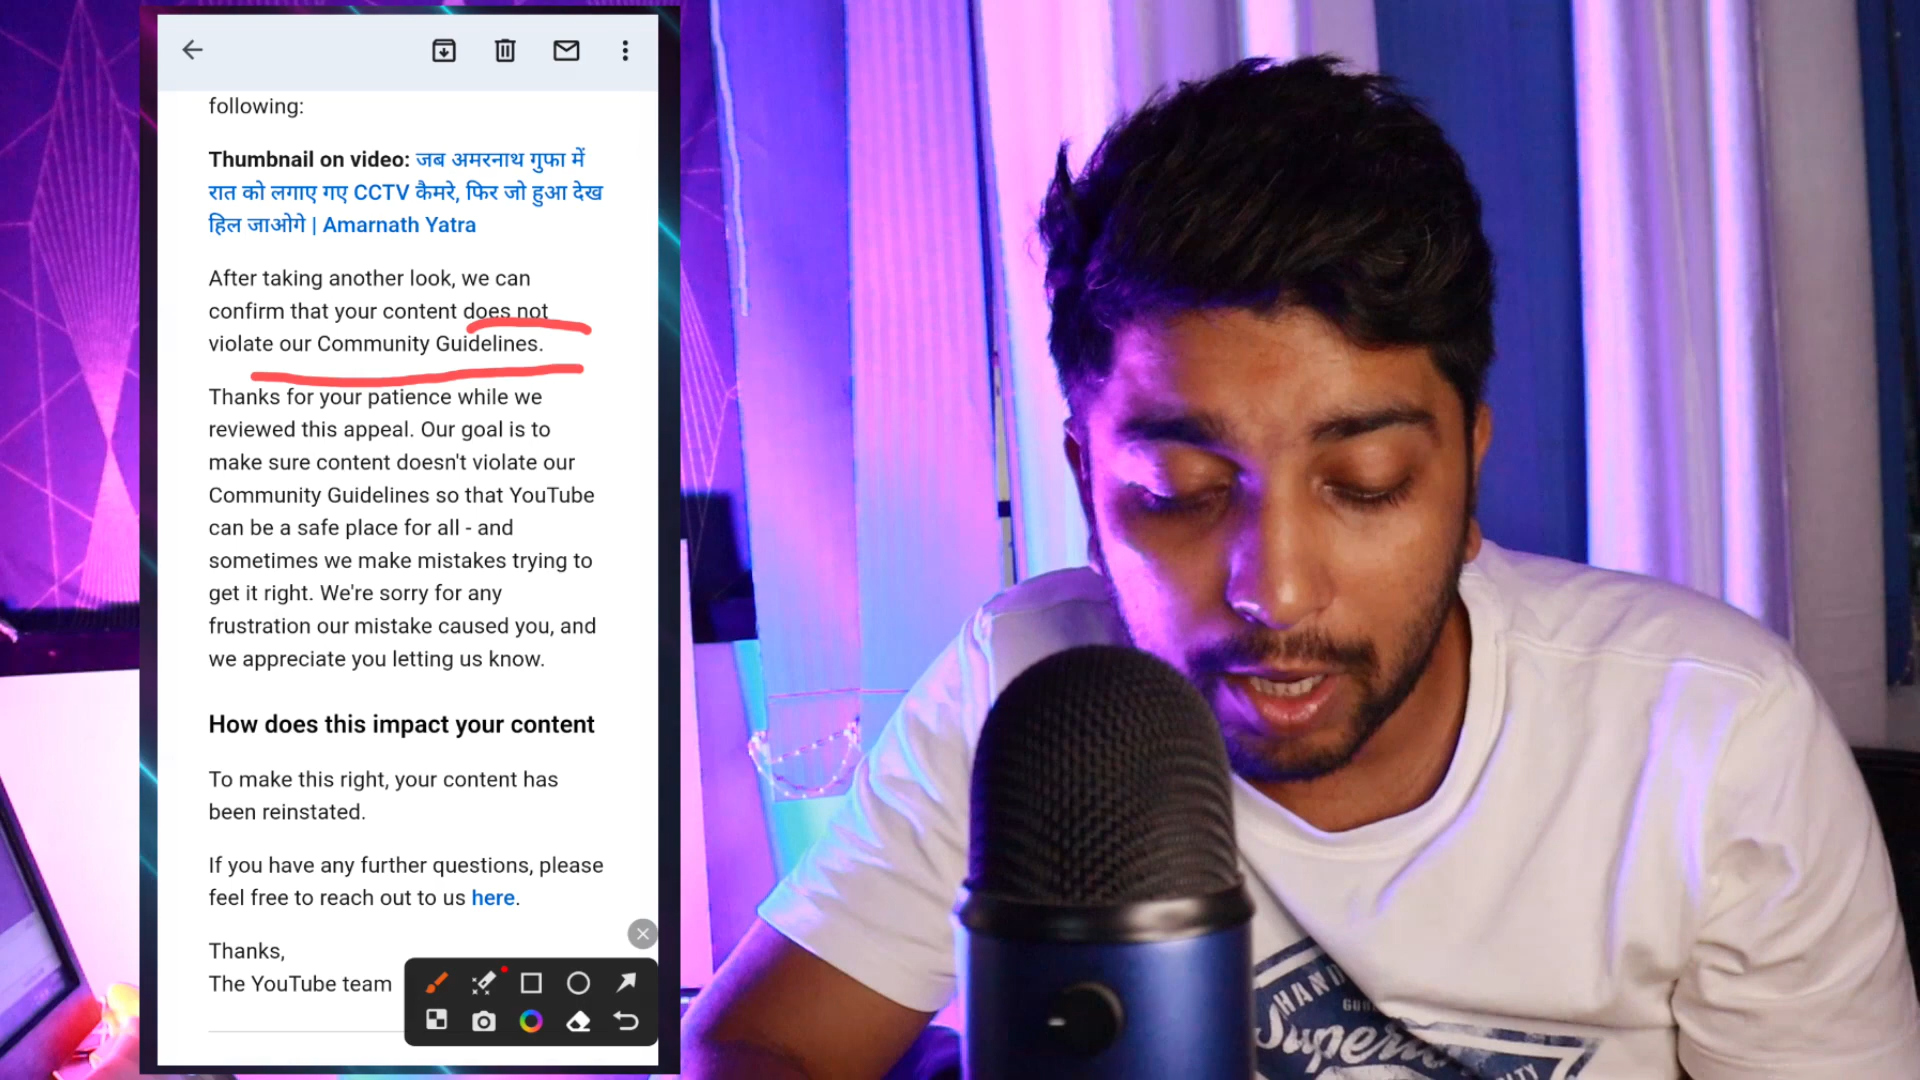 following:
Thumbnail on video: जब अमरनाथ गुफा में
रात को लगाए गए CCTV कैमरे, फिर जो हुआ देख
हिल जाओगे | Amarnath Yatra
After taking another look, we can
confirm that your content does not
violate our Community Guidelines.
Thanks for your patience while we
reviewed this appeal. Our goal is to
make sure content doesn't violate our
Community Guidelines so that YouTube
can be a safe place for all - and
sometimes we make mistakes trying to
get it right. We're sorry for any
frustration our mistake caused you, and
we appreciate you letting us know.
How does this impact your content
To make this right, your content has
been reinstated.
If you have any further questions, please
feel free to reach out to us here.
Thanks,
The YouTube team